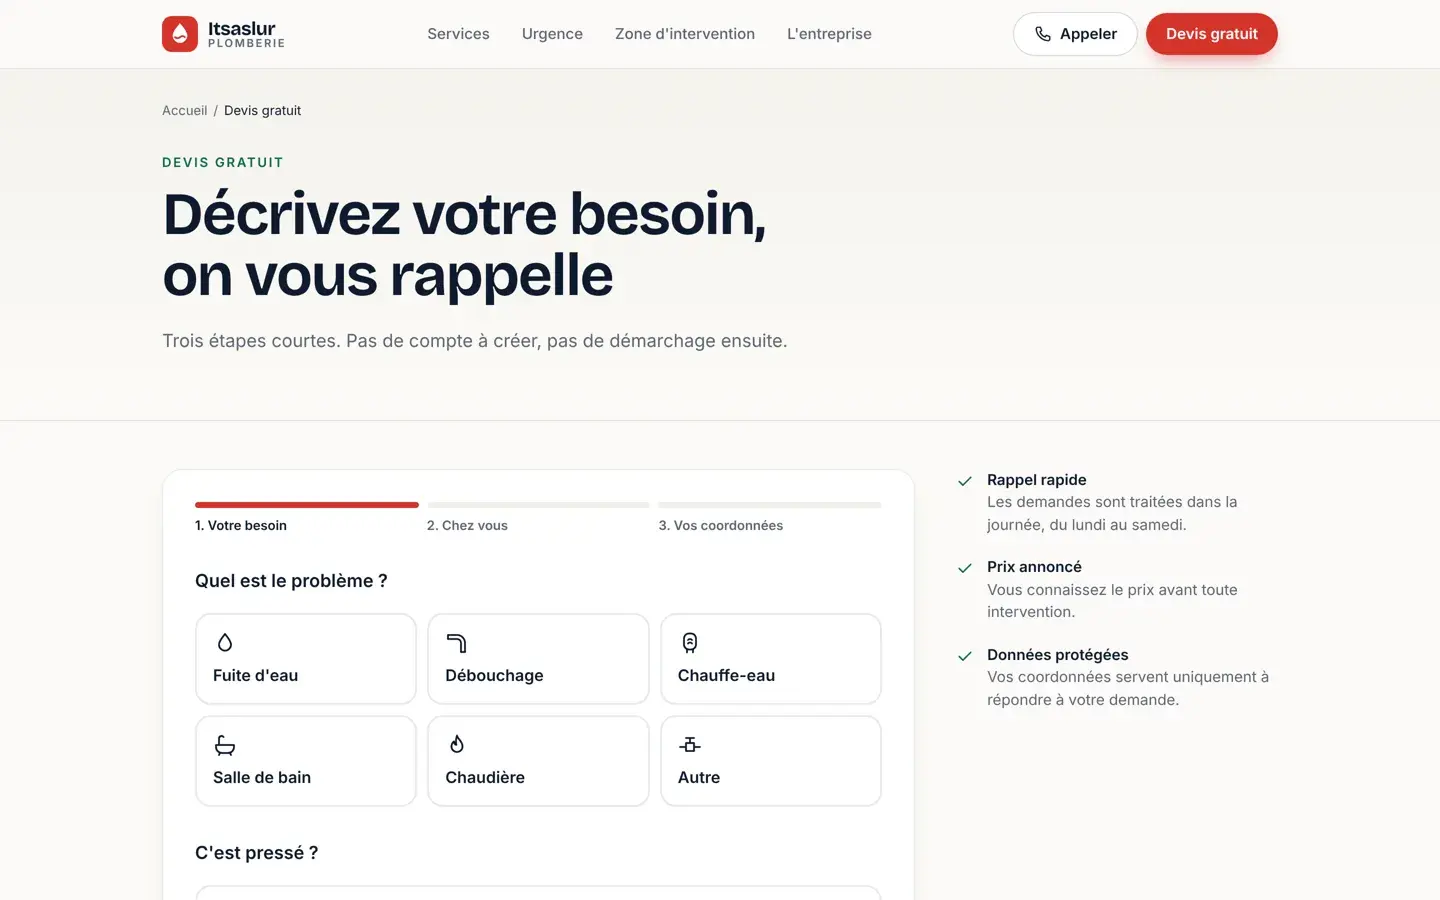 Itsaslur
PLOMBERIE
Services
Urgence
Zone d'intervention
L'entreprise
Appeler
Devis gratuit
Accueil / Devis gratuit
DEVIS GRATUIT
Décrivez votre besoin,
on vous rappelle
Trois étapes courtes. Pas de compte à créer, pas de démarchage ensuite.
1. Votre besoin
2. Chez vous
3. Vos coordonnées
Quel est le problème ?
Fuite d'eau
Débouchage
Chauffe-eau
Salle de bain
Chaudière
Autre
C'est pressé ?
Rappel rapide
Les demandes sont traitées dans la
journée, du lundi au samedi.
Prix annoncé
Vous connaissez le prix avant toute
intervention.
Données protégées
Vos coordonnées servent uniquement à
répondre à votre demande.